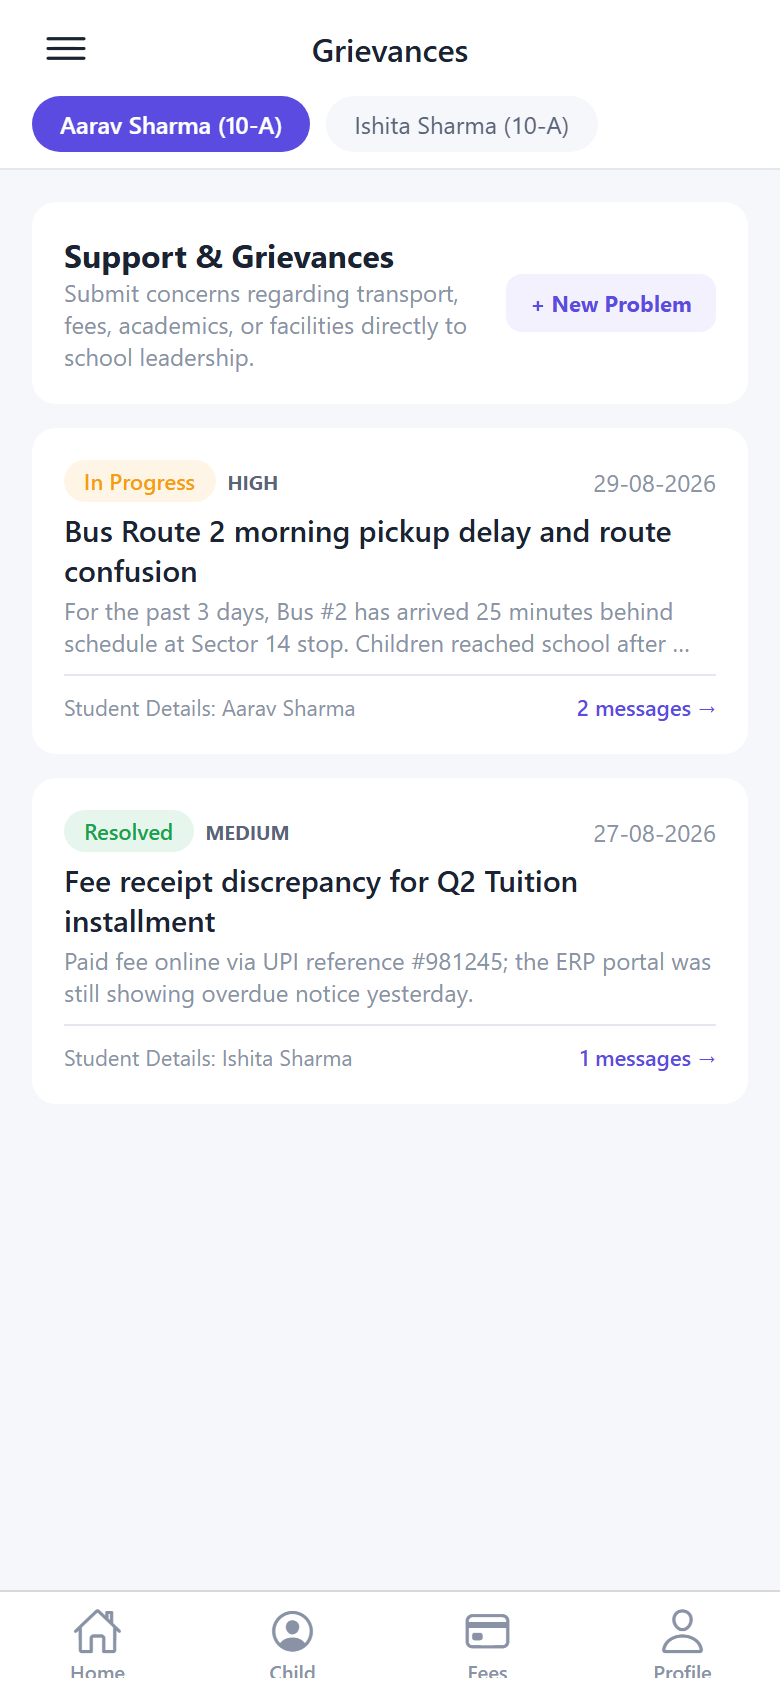 Grievances
Aarav Sharma (10-A)
Ishita Sharma (10-A)
Support & Grievances
Submit concerns regarding transport,
fees, academics, or facilities directly to
school leadership.
+ New Problem
In Progress
HIGH
29-08-2026
Bus Route 2 morning pickup delay and route
confusion
For the past 3 days, Bus #2 has arrived 25 minutes behind
schedule at Sector 14 stop. Children reached school after ...
Student Details: Aarav Sharma
2 messages →
Resolved
MEDIUM
27-08-2026
Fee receipt discrepancy for Q2 Tuition
installment
Paid fee online via UPI reference #981245; the ERP portal was
still showing overdue notice yesterday.
Student Details: Ishita Sharma
1 messages →
Home
Child
Fees
Profile